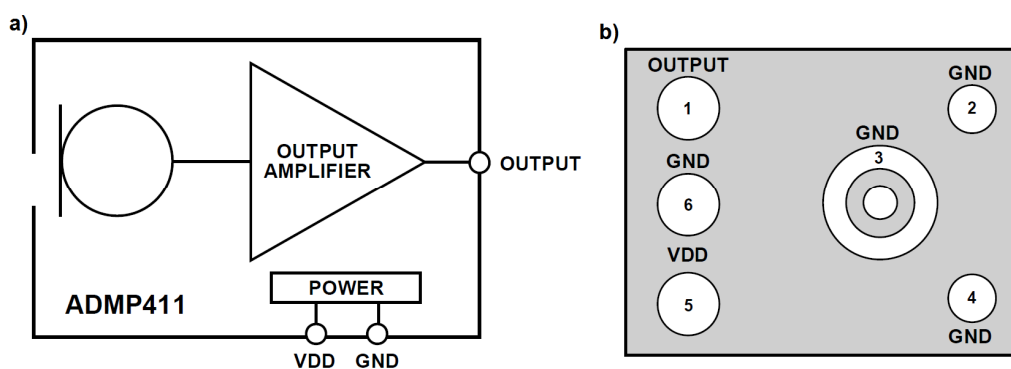 a)
OUTPUT
AMPLIFIER
OUTPUT
POWER
ADMP411
VDD
GND
b)
OUTPUT
1
GND
2
GND
3
GND
6
VDD
5
4
GND